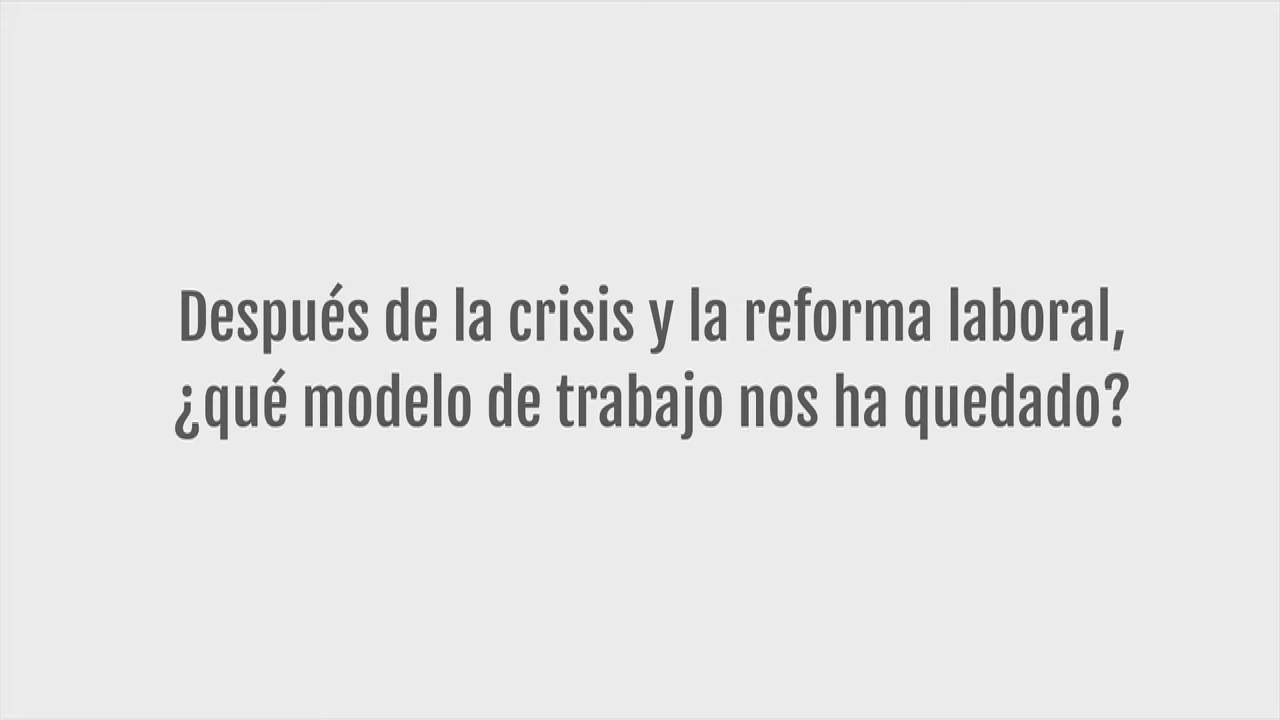 Después de la crisis y la reforma laboral,
¿qué modelo de trabajo nos ha quedado?